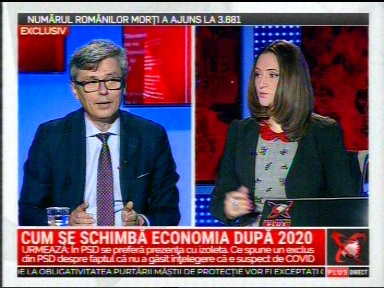 NUMĂRUL ROMÂNILOR MORȚI A AJUNS LA 3.681
EXCLUSIV
CUM SE SCHIMBĂ ECONOMIA DUPĂ 2020
URMEAZĂ: În PSD se preferă prezența cu izoleta. Ce spune un exclus
din PSD despre faptul că nu a găsit înțelegere că e suspect de COVID
PLUS
PLUS DIRECT
E LA OBLIGATIVITATEA PURTĂRII MĂȘTII DE PROTECȚIE VOR FI EXCEPTAȚI C